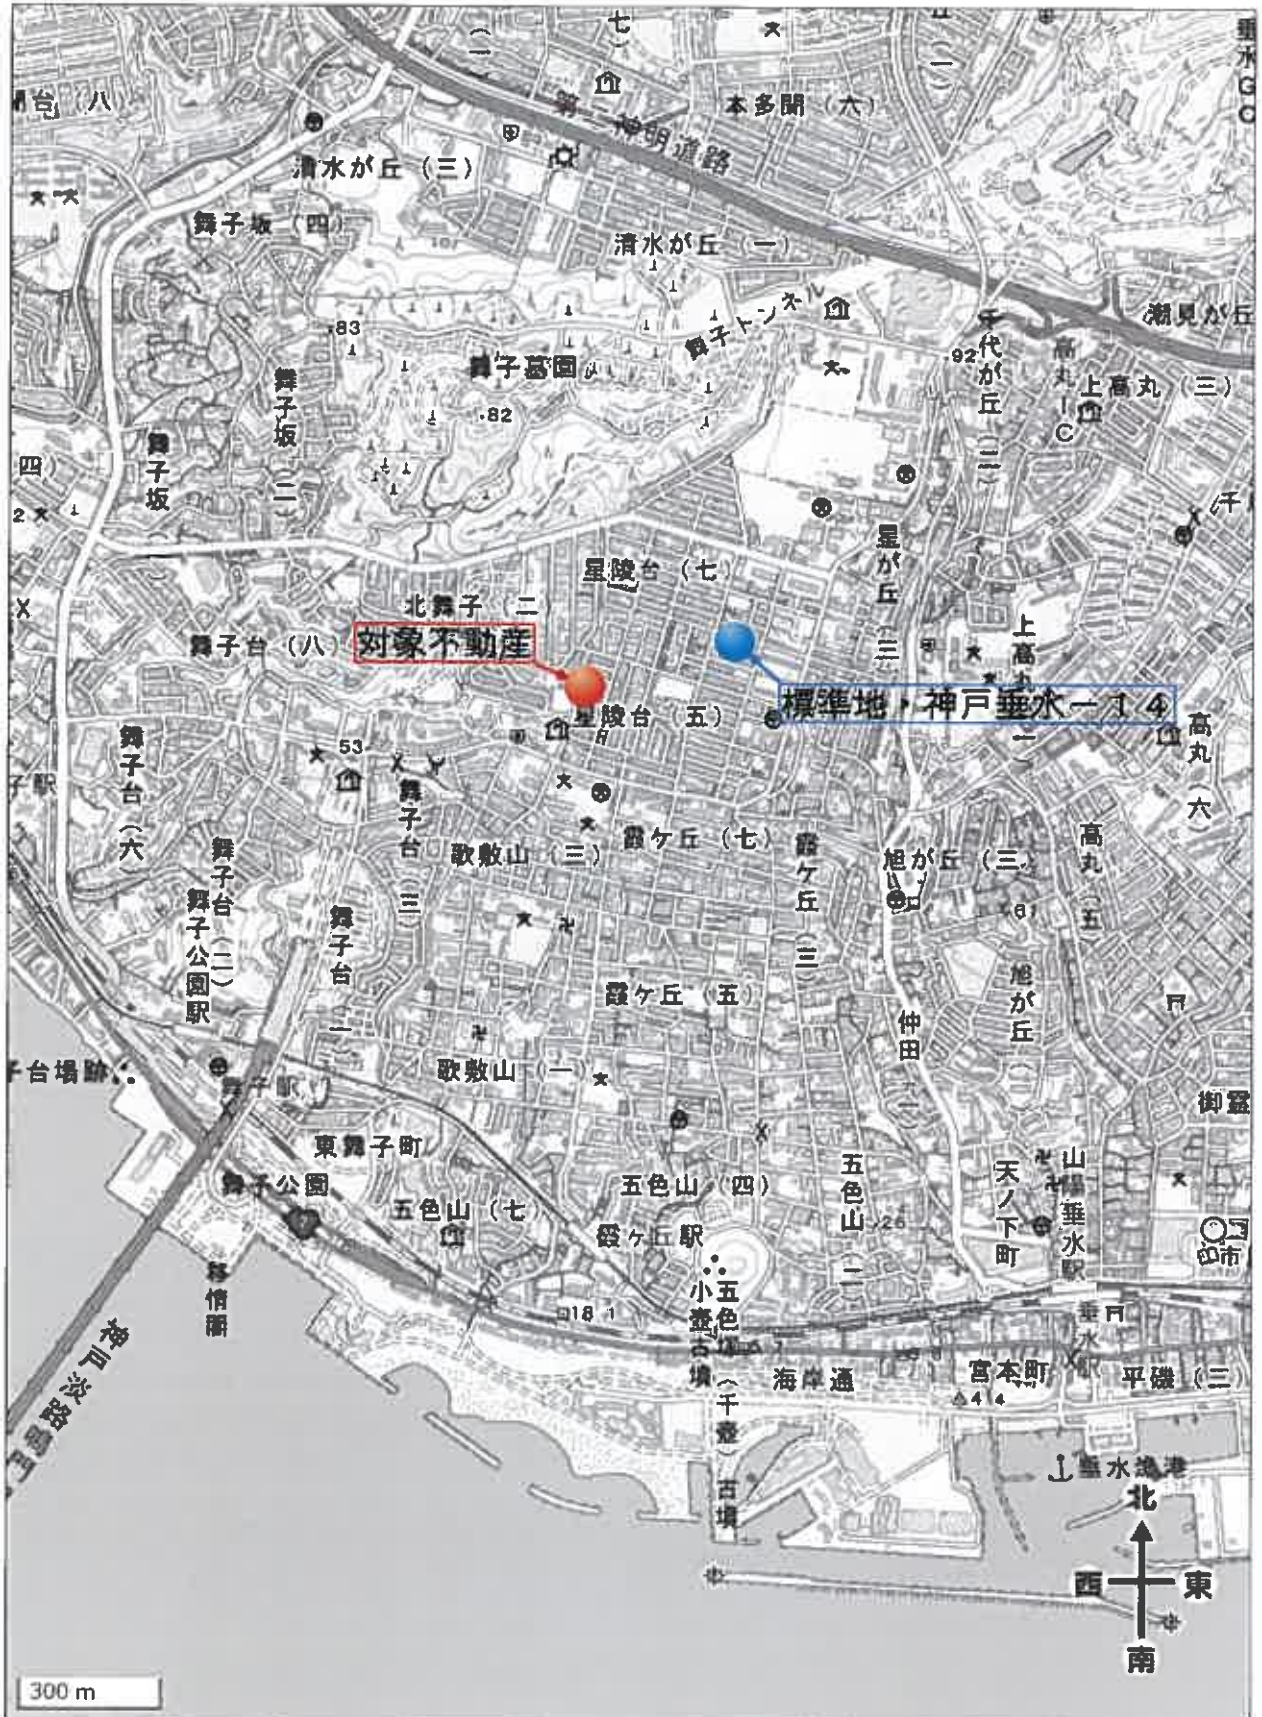 本多聞（六）
第二神明道路
清水が丘（三）
舞子坂（四）
清水が丘（一）
舞子トンネル
潮見が丘
83
舞子墓園
82
92
千代が丘（二）
高丸IC
上高丸（三）
舞子坂（二）
舞子坂
四）
星が丘（三）
星陵台（七）
北舞子（二
舞子台（八）
対象不動産
標準地・神戸垂水－14
星陵台（五）
上高丸（一）
高丸（六）
舞子台（六）
53
舞子台（三）
歌敷山（三）
霞ケ丘（七）
霞ケ丘（三）
旭が丘（三）
高丸（五）
舞子台（二）
舞子公園駅
舞子台（一）
霞ケ丘（五）
仲田（二）
旭が丘（一）
子台場跡
舞子駅
歌敷山（一）
御霊
東舞子町
舞子公園
五色山（七）
五色山（四）
霞ケ丘駅
五色山（二）
天ノ下町
山陽垂水駅
移情閣
小壺古墳
五色塚（千壺）古墳
垂水駅
海岸通
宮本町
平磯（三）
4 4
神戸淡路鳴門
垂水漁港
北
西
東
南
300 m